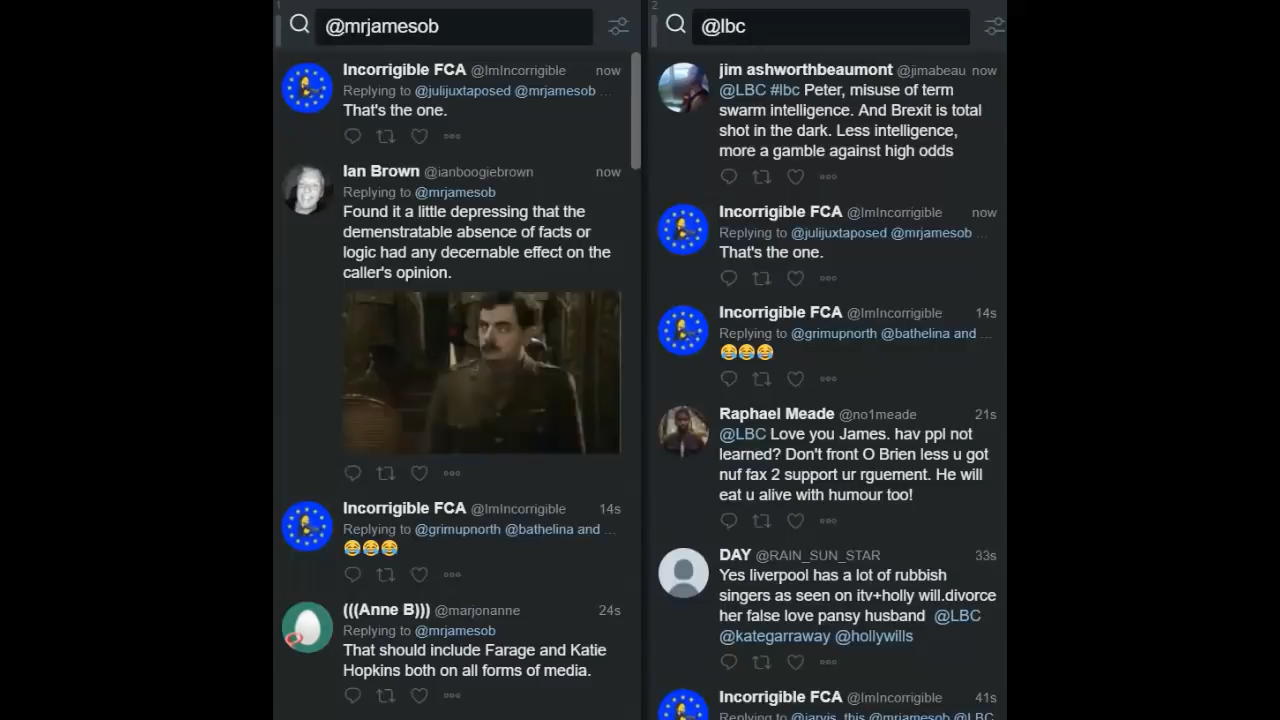 1
@mrjamesob
Incorrigible FCA @ImIncorrigible now
Replying to @julijuxtaposed @mrjamesob ...
That's the one.
Ian Brown @ianboogiebrown now
Replying to @mrjamesob
Found it a little depressing that the
demenstratable absence of facts or
logic had any decernable effect on the
caller's opinion.
Incorrigible FCA @ImIncorrigible 14s
Replying to @grimupnorth @bathelina and ...
😂😂😂
(((Anne B))) @marjonanne 24s
Replying to @mrjamesob
That should include Farage and Katie
Hopkins both on all forms of media.
2
@lbc
jim ashworthbeaumont @jimabeau now
@LBC #lbc Peter, misuse of term
swarm intelligence. And Brexit is total
shot in the dark. Less intelligence,
more a gamble against high odds
Incorrigible FCA @ImIncorrigible now
Replying to @julijuxtaposed @mrjamesob ...
That's the one.
Incorrigible FCA @ImIncorrigible 14s
Replying to @grimupnorth @bathelina and ...
😂😂😂
Raphael Meade @no1meade 21s
@LBC Love you James. hav ppl not
learned? Don't front O Brien less u got
nuf fax 2 support ur rguement. He will
eat u alive with humour too!
DAY @RAIN_SUN_STAR 33s
Yes liverpool has a lot of rubbish
singers as seen on itv+holly will.divorce
her false love pansy husband @LBC
@kategarraway @hollywills
Incorrigible FCA @ImIncorrigible 41s
Replying to @jarvis_this @mrjamesob @LBC